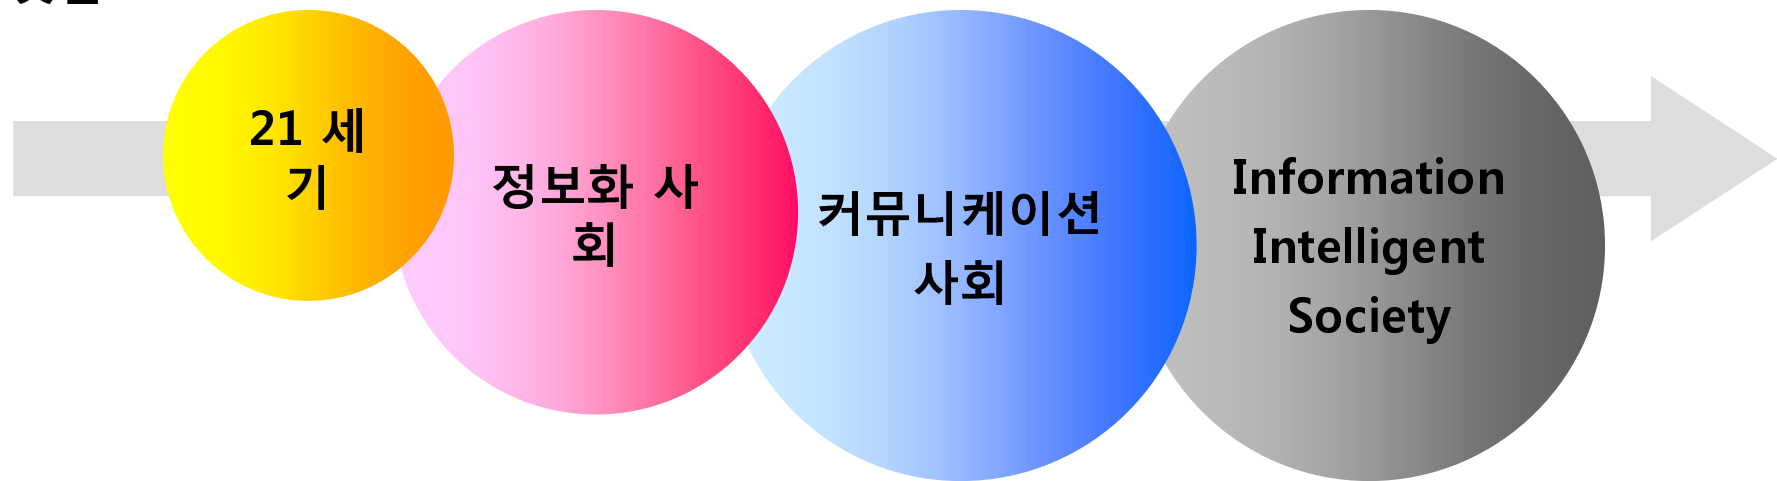 21 세
기
정보화 사
회
커뮤니케이션
사회
Information
Intelligent
Society